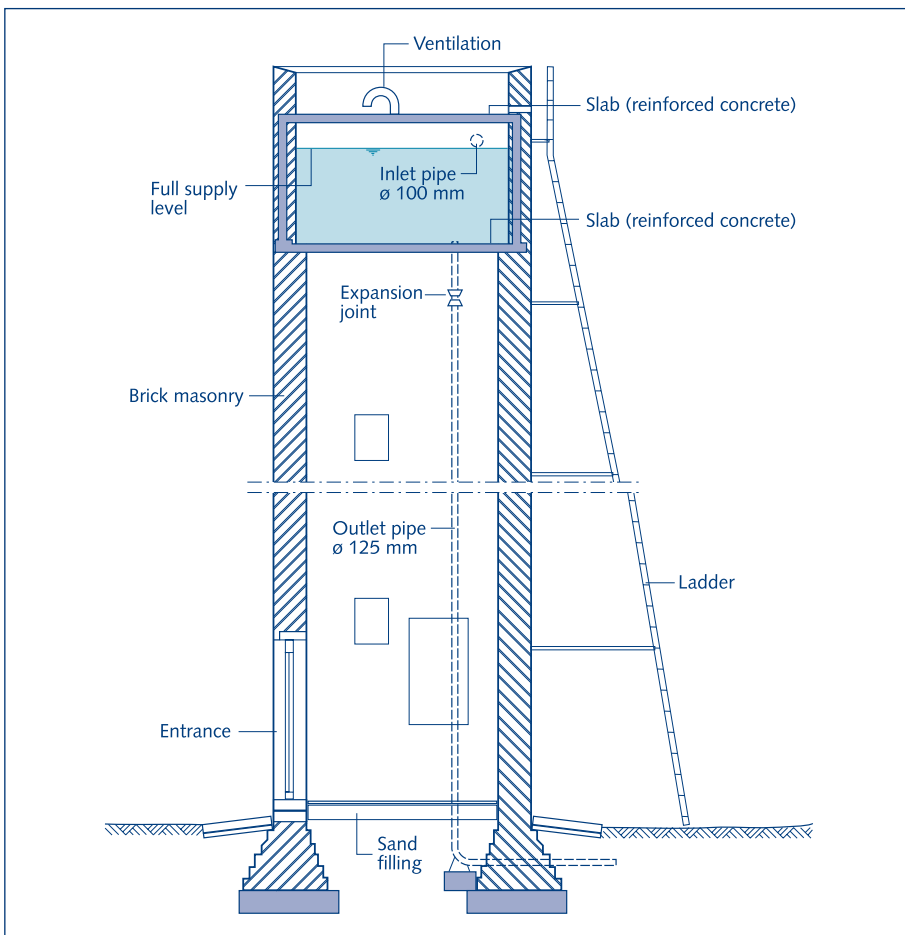 Ventilation
Slab (reinforced concrete)
Inlet pipe
ø 100 mm
Full supply
level
Slab (reinforced concrete)
Expansion
joint
Brick masonry
Outlet pipe
ø 125 mm
Ladder
Entrance
Sand
filling